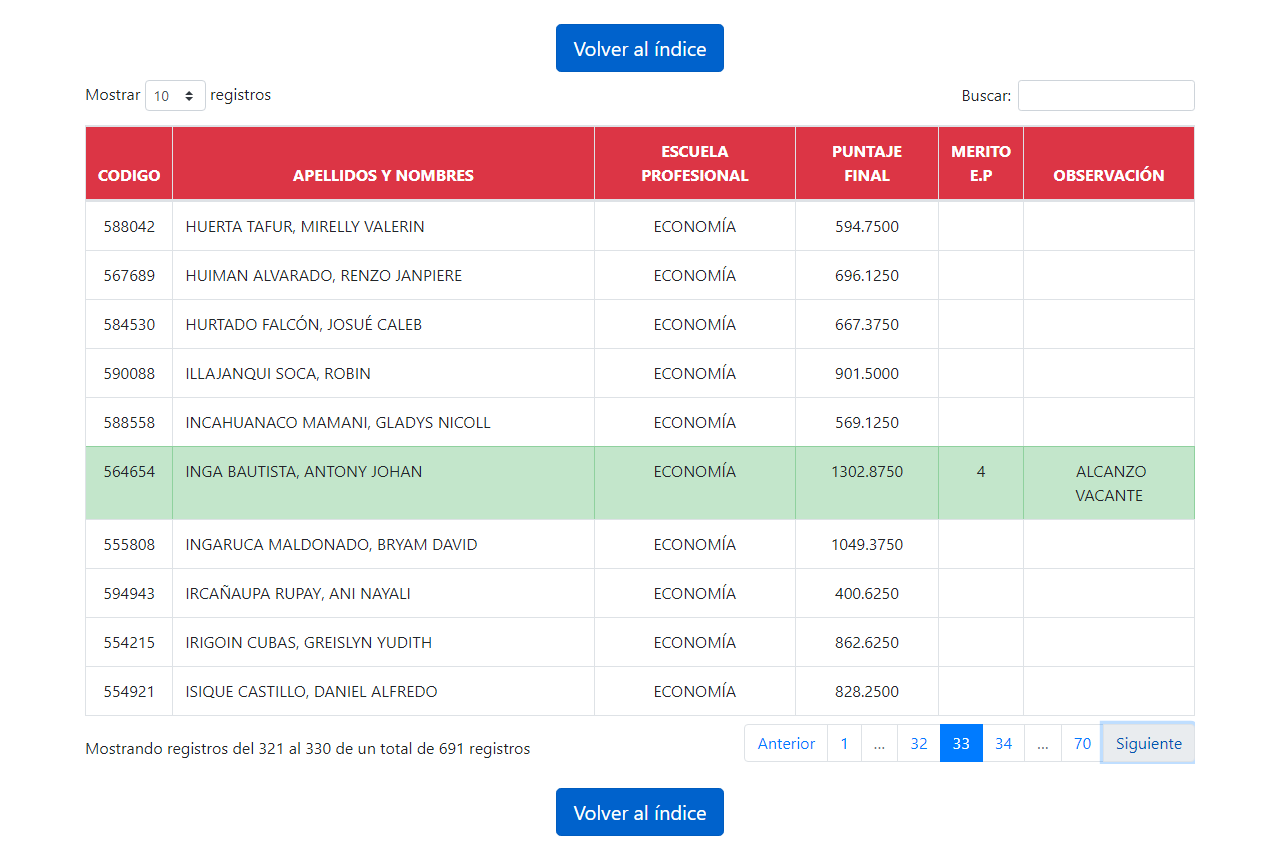 Volver al índice
Mostrar 10 registros
Buscar:
CODIGO APELLIDOS Y NOMBRES ESCUELA PROFESIONAL PUNTAJE FINAL MERITO E.P OBSERVACIÓN
588042 HUERTA TAFUR, MIRELLY VALERIN ECONOMÍA 594.7500
567689 HUIMAN ALVARADO, RENZO JANPIERE ECONOMÍA 696.1250
584530 HURTADO FALCÓN, JOSUÉ CALEB ECONOMÍA 667.3750
590088 ILLAJANQUI SOCA, ROBIN ECONOMÍA 901.5000
588558 INCAHUANACO MAMANI, GLADYS NICOLL ECONOMÍA 569.1250
564654 INGA BAUTISTA, ANTONY JOHAN ECONOMÍA 1302.8750 4 ALCANZO VACANTE
555808 INGARUCA MALDONADO, BRYAM DAVID ECONOMÍA 1049.3750
594943 IRCAÑAUPA RUPAY, ANI NAYALI ECONOMÍA 400.6250
554215 IRIGOIN CUBAS, GREISLYN YUDITH ECONOMÍA 862.6250
554921 ISIQUE CASTILLO, DANIEL ALFREDO ECONOMÍA 828.2500
Mostrando registros del 321 al 330 de un total de 691 registros
Anterior 1 ... 32 33 34 ... 70 Siguiente
Volver al índice